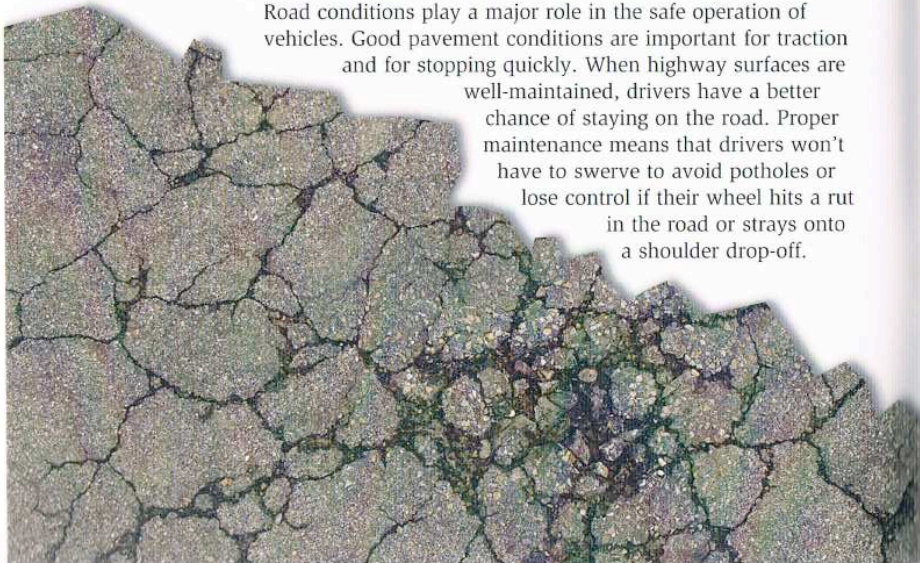 Road conditions play a major role in the safe operation of
vehicles. Good pavement conditions are important for traction
and for stopping quickly. When highway surfaces are
well-maintained, drivers have a better
chance of staying on the road. Proper
maintenance means that drivers won't
have to swerve to avoid potholes or
lose control if their wheel hits a rut
in the road or strays onto
a shoulder drop-off.